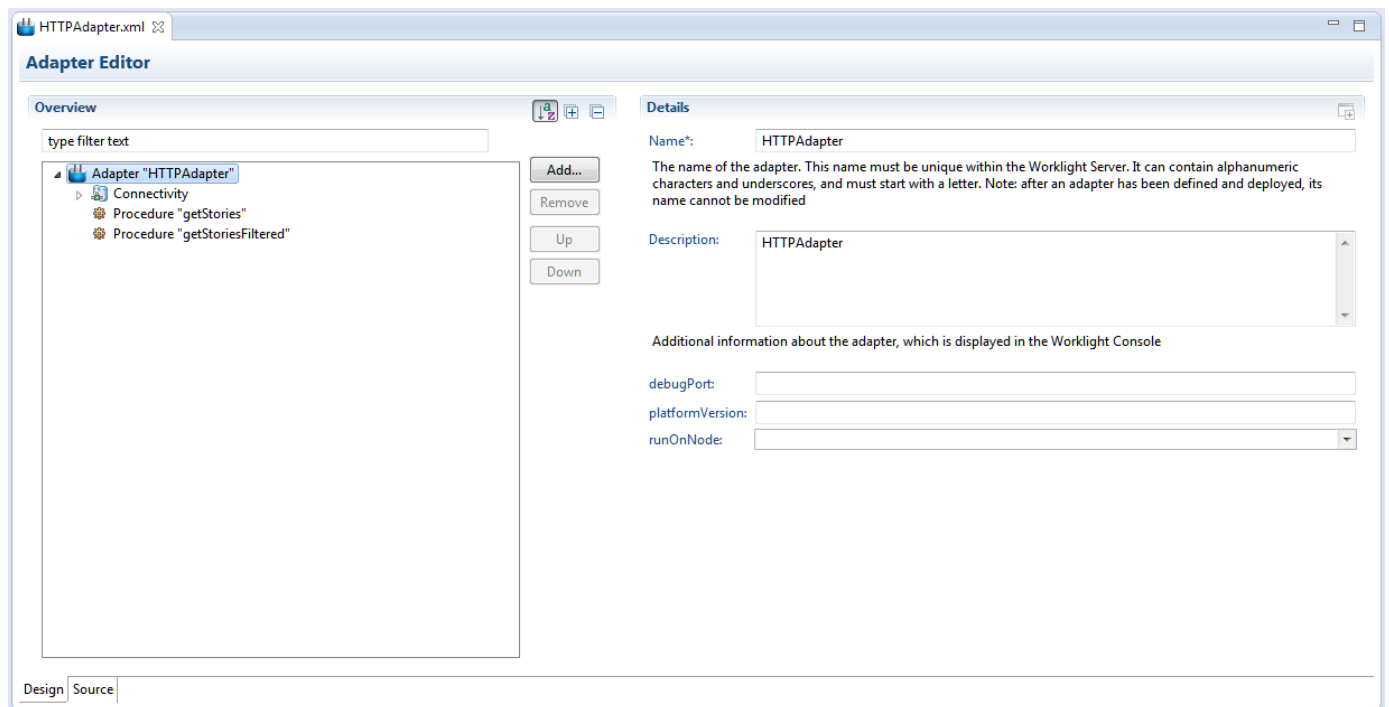 HTTPAdapter.xml
Adapter Editor
Overview
type filter text
Adapter "HTTPAdapter"
Connectivity
Procedure "getStories"
Procedure "getStoriesFiltered"
Add...
Remove
Up
Down
Details
Name*: HTTPAdapter
The name of the adapter. This name must be unique within the Worklight Server. It can contain alphanumeric
characters and underscores, and must start with a letter. Note: after an adapter has been defined and deployed, its
name cannot be modified
Description: HTTPAdapter
Additional information about the adapter, which is displayed in the Worklight Console
debugPort:
platformVersion:
runOnNode:
Design Source